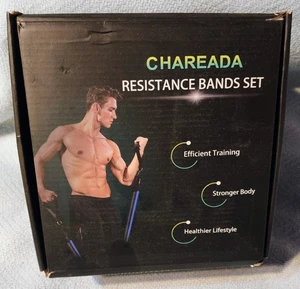 CHAREADA
RESISTANCE BANDS SET
Efficient Training
Stronger Body
Healthier Lifestyle